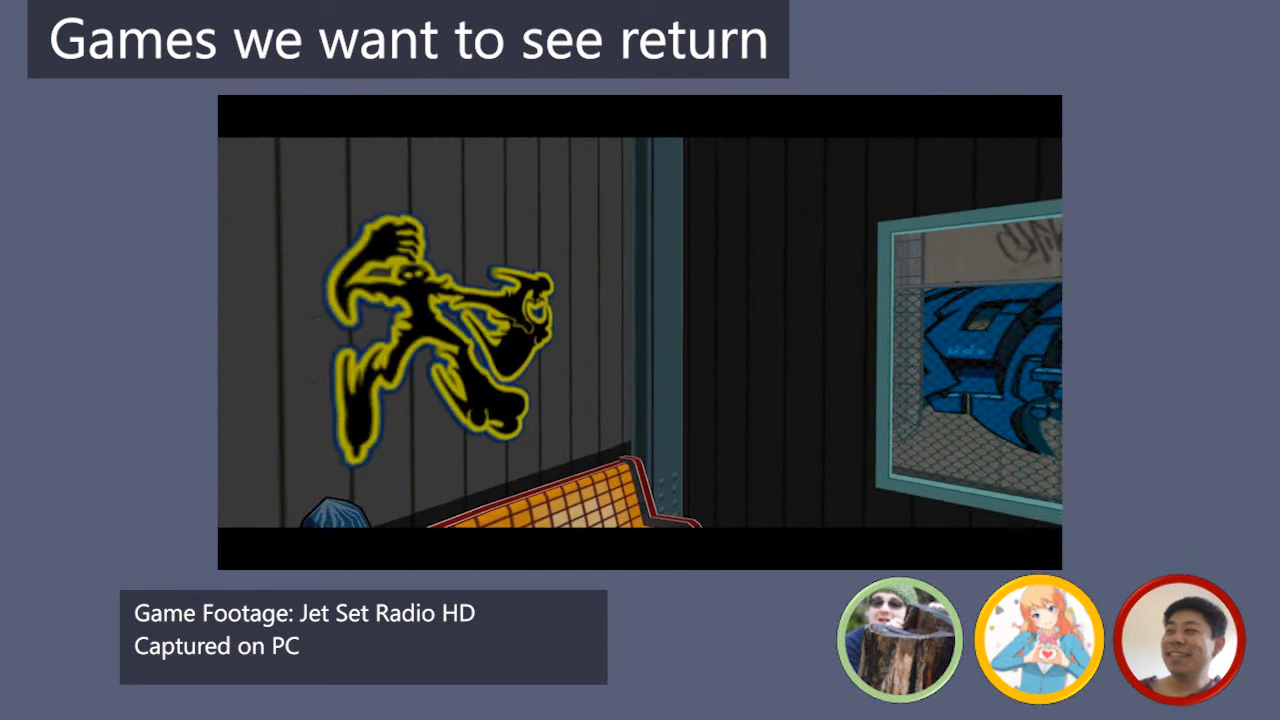 Games we want to see return
Game Footage: Jet Set Radio HD
Captured on PC